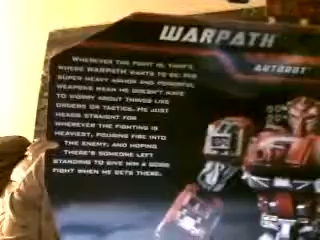 WARPATH
AUTOBOT
WHEREVER THE FIGHT IS, THAT'S
WHERE WARPATH WANTS TO BE. HIS
SUPER HEAVY ARMOR AND POWERFUL
WEAPONS MEAN HE DOESN'T HAVE
TO WORRY ABOUT THINGS LIKE
ORDERS OR TACTICS. HE JUST
HEADS STRAIGHT FOR
WHEREVER THE FIGHTING IS
HEAVIEST, POURING FIRE INTO
THE ENEMY, AND HOPING
THERE'S SOMEONE LEFT
STANDING TO GIVE HIM A GOOD
FIGHT WHEN HE GETS THERE.